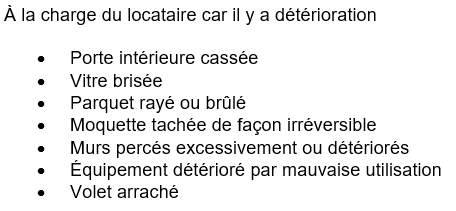 À la charge du locataire car il y a détérioration
• Porte intérieure cassée
• Vitre brisée
• Parquet rayé ou brûlé
• Moquette tachée de façon irréversible
• Murs percés excessivement ou détériorés
• Équipement détérioré par mauvaise utilisation
• Volet arraché